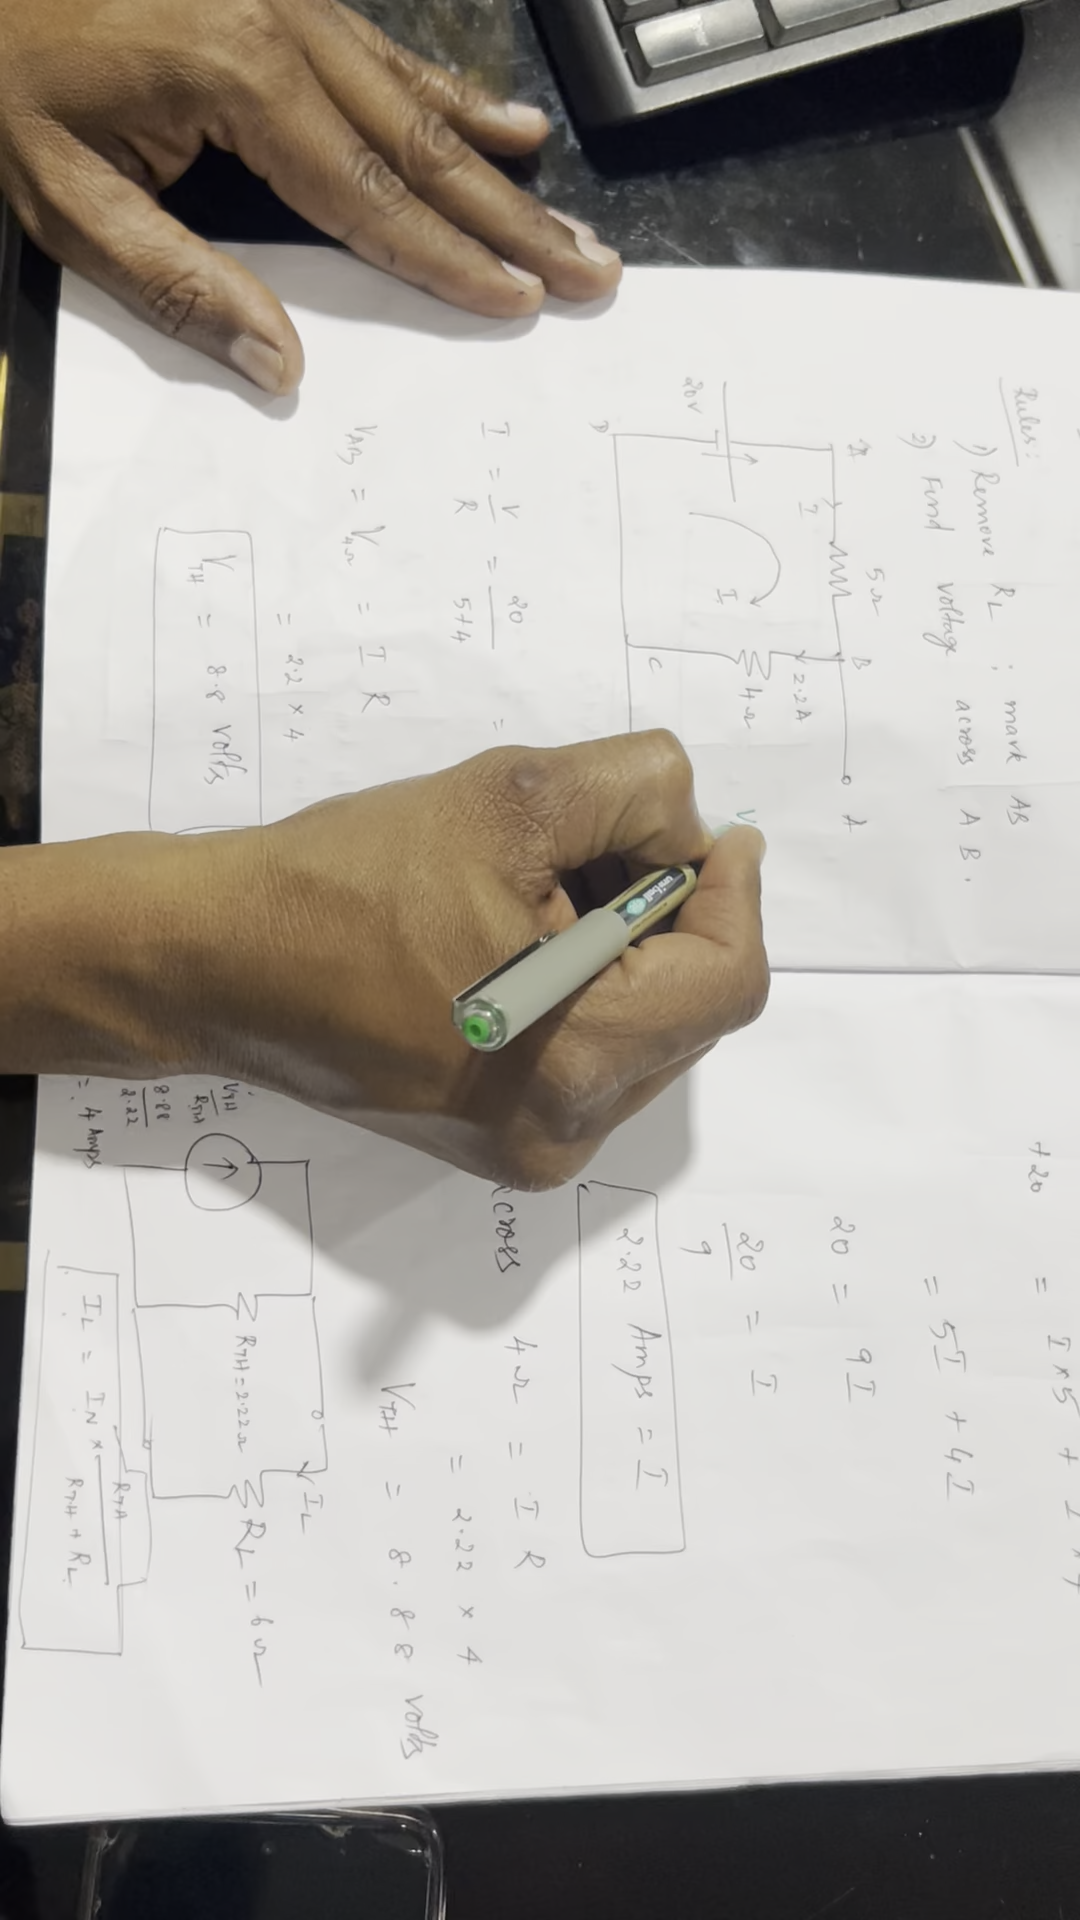 Rules:
1) Remove RL ; mark AB
2) Find voltage across A B.
A
5Ω
B
A
I
2.2A
20V
I
4Ω
V
D
C
I = V/R = 20/5+4 =
VAB = V4Ω = I R
= 2.2 × 4
VTH = 8.8 volts
+20 = I×5 + I×4
= 5I + 4I
20 = 9I
20/9 = I
2.22 Amps = I
across 4Ω = I R
= 2.22 × 4
VTH = 8.88 volts
VTH/RTH
8.88/2.22
= 4 Amps
IL
RTH=2.22Ω
RL = 6Ω
IL = IN × RTH/RTH + RL
uni-ball